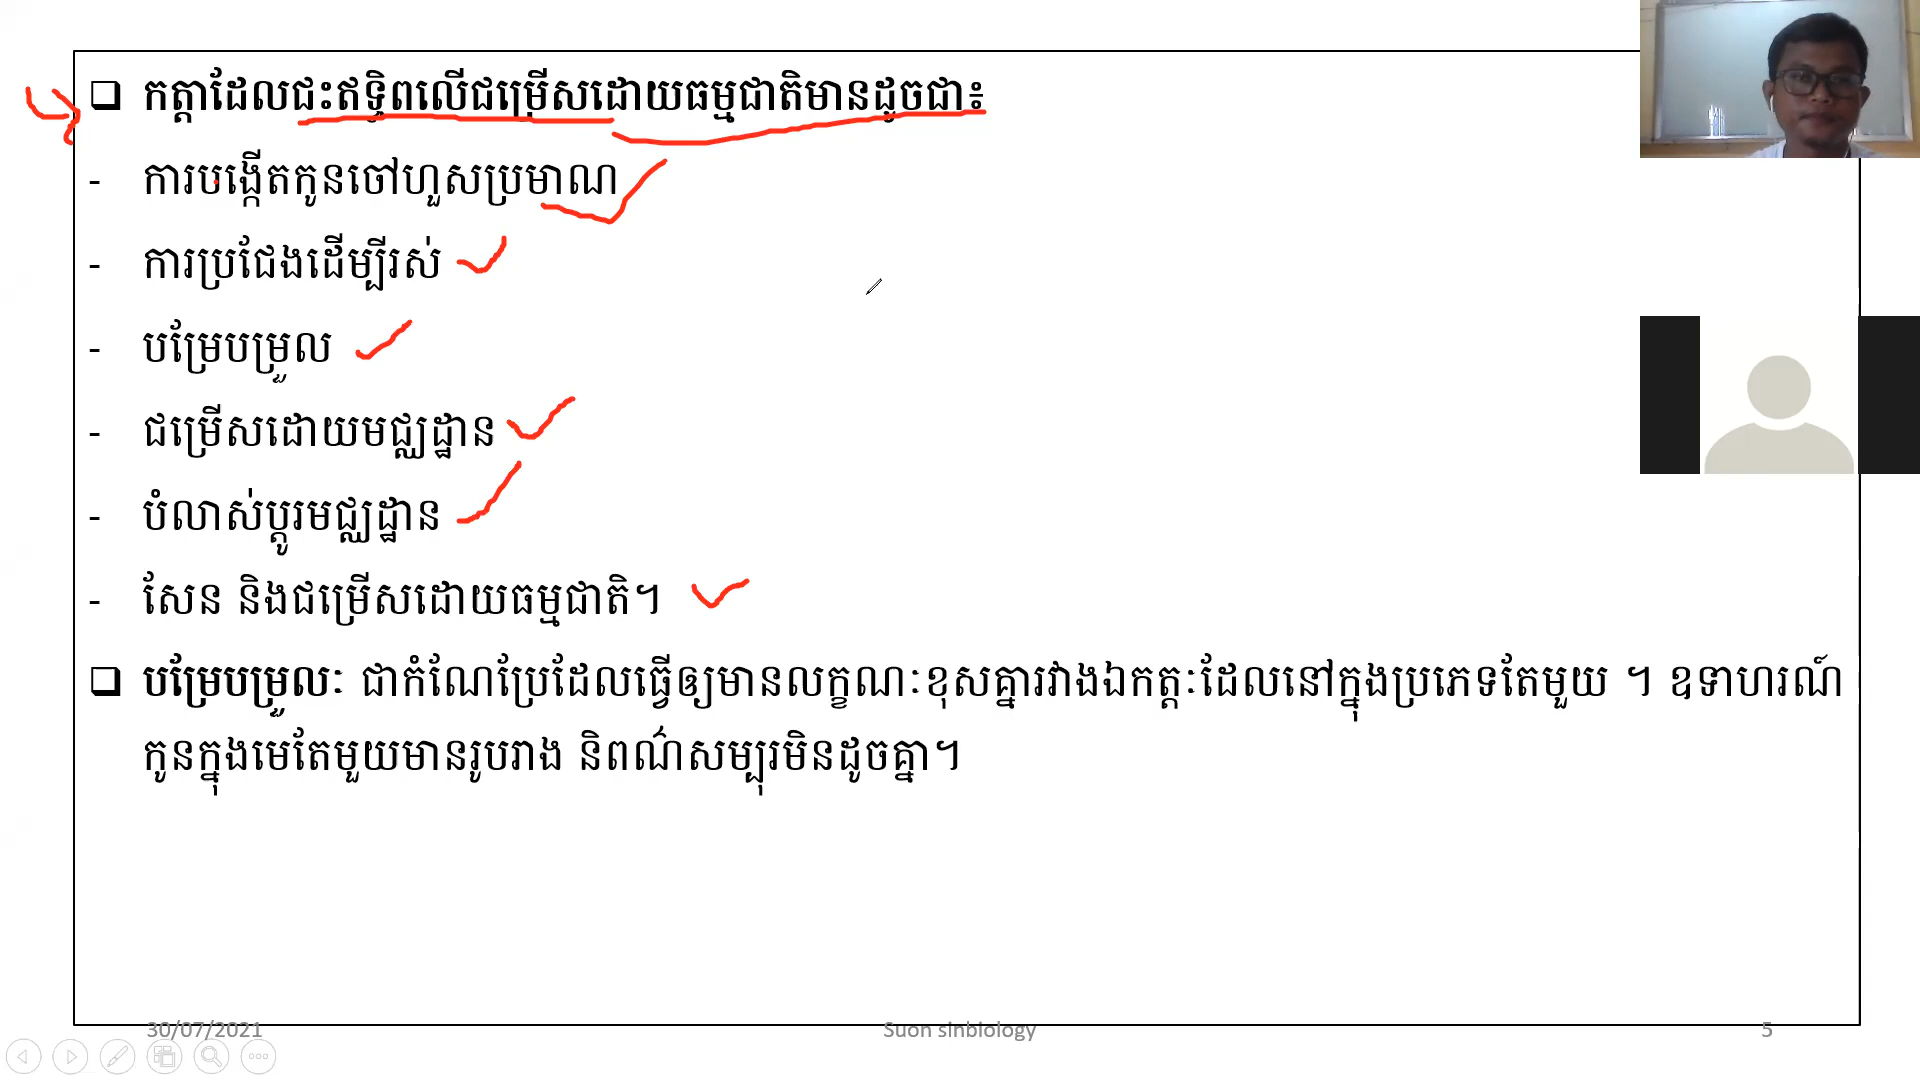 ❑ កត្តាដែលជះឥទ្ធិពលើជម្រើសដោយធម្មជាតិមានដូចជា៖
- ការបង្កើតកូនចៅហួសប្រមាណ
- ការប្រជែងដើម្បីរស់
- បម្រែបម្រួល
- ជម្រើសដោយមជ្ឈដ្ឋាន
- បំលាស់ប្តូរមជ្ឈដ្ឋាន
- សែន និងជម្រើសដោយធម្មជាតិ។
❑ បម្រែបម្រួលៈ ជាកំណែប្រែដែលធ្វើឲ្យមានលក្ខណៈខុសគ្នារវាងឯកត្តៈដែលនៅក្នុងប្រភេទតែមួយ ។ ឧទាហរណ៍
កូនក្នុងមេតែមួយមានរូបរាង និពណ៌សម្បុរមិនដូចគ្នា។
30/07/2021 Suon sinbiology 5